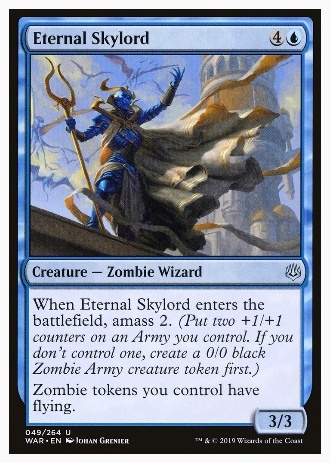 Eternal Skylord 4
Creature — Zombie Wizard
When Eternal Skylord enters the
battlefield, amass 2. (Put two +1/+1
counters on an Army you control. If you
don't control one, create a 0/0 black
Zombie Army creature token first.)
Zombie tokens you control have
flying.
3/3
049/264 U
WAR • EN Johan Grenier
™ & © 2019 Wizards of the Coast